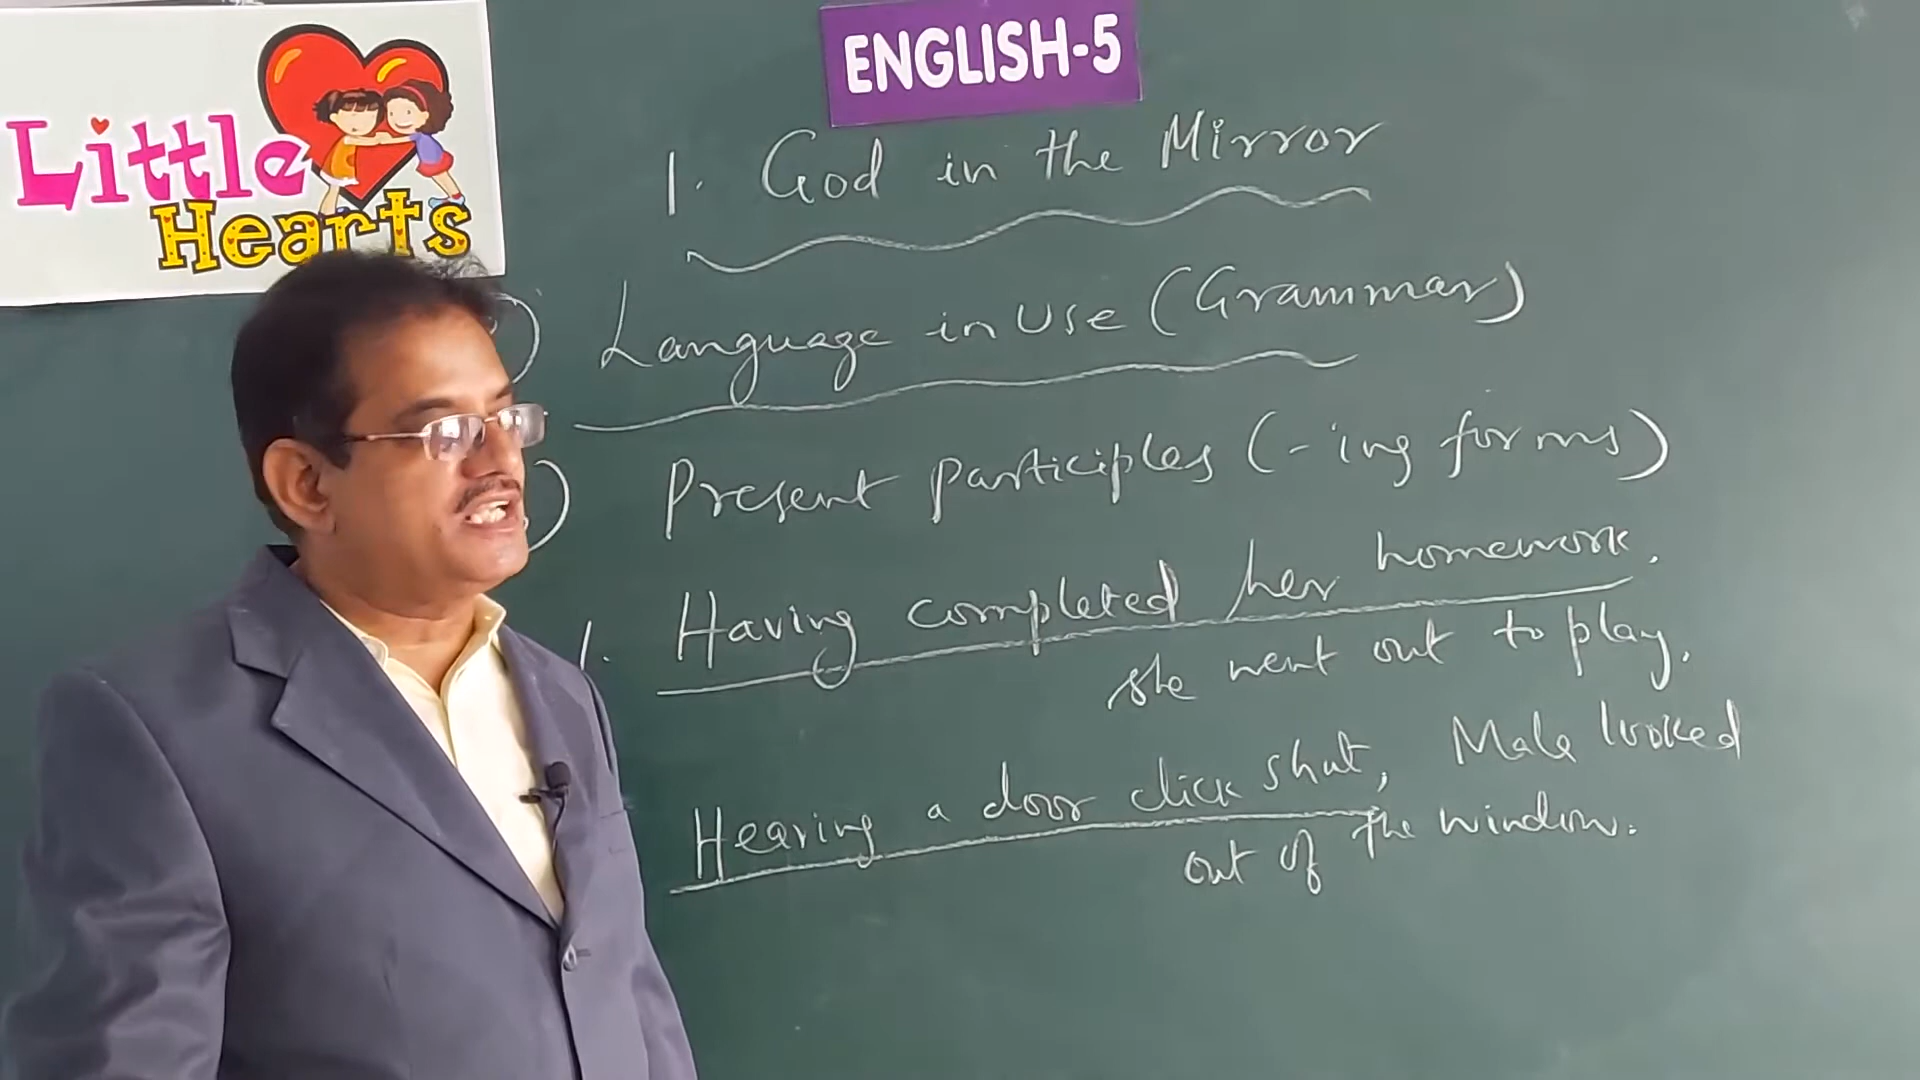 Little
Hearts
ENGLISH-5
1. God in the Mirror
Language in Use (Grammar)
Present participles (-ing forms)
1. Having completed her homework.
she went out to play.
Hearing a door click shut, Mala looked
out of the window.